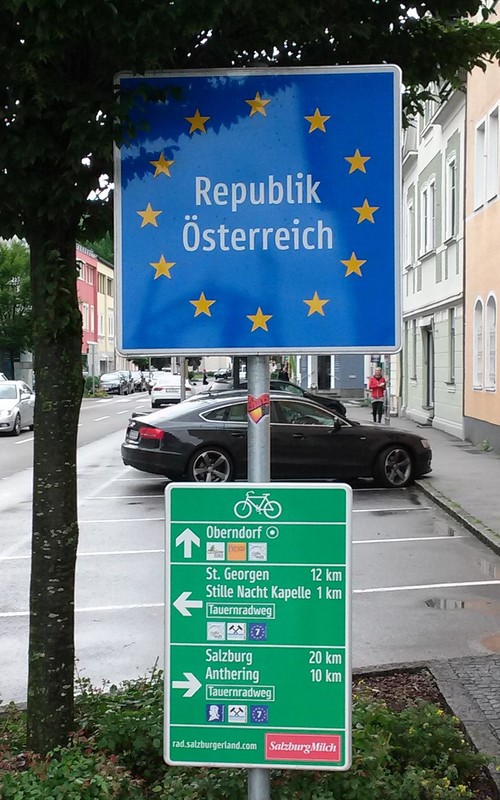 Republik
Österreich
Oberndorf
St. Georgen 12 km
Stille Nacht Kapelle 1 km
Tauernradweg
7
Salzburg 20 km
Anthering 10 km
Tauernradweg
7
rad.salzburgerland.com SalzburgMilch